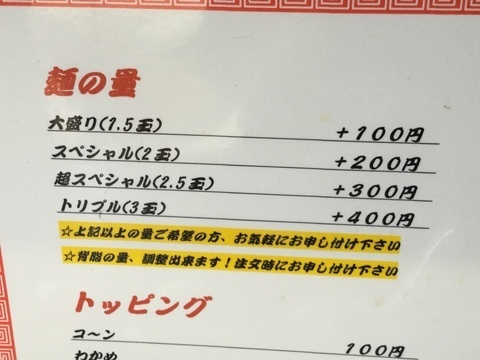 麺の量
大盛り(1.5玉) +100円
スペシャル(2玉) +200円
超スペシャル(2.5玉) +300円
トリプル(3玉) +400円
☆上記以上の量ご希望の方、お気軽にお申し付け下さい
☆背脂の量、調整出来ます!注文時にお申し付け下さい
トッピング
コ〜ン 100円
わかめ